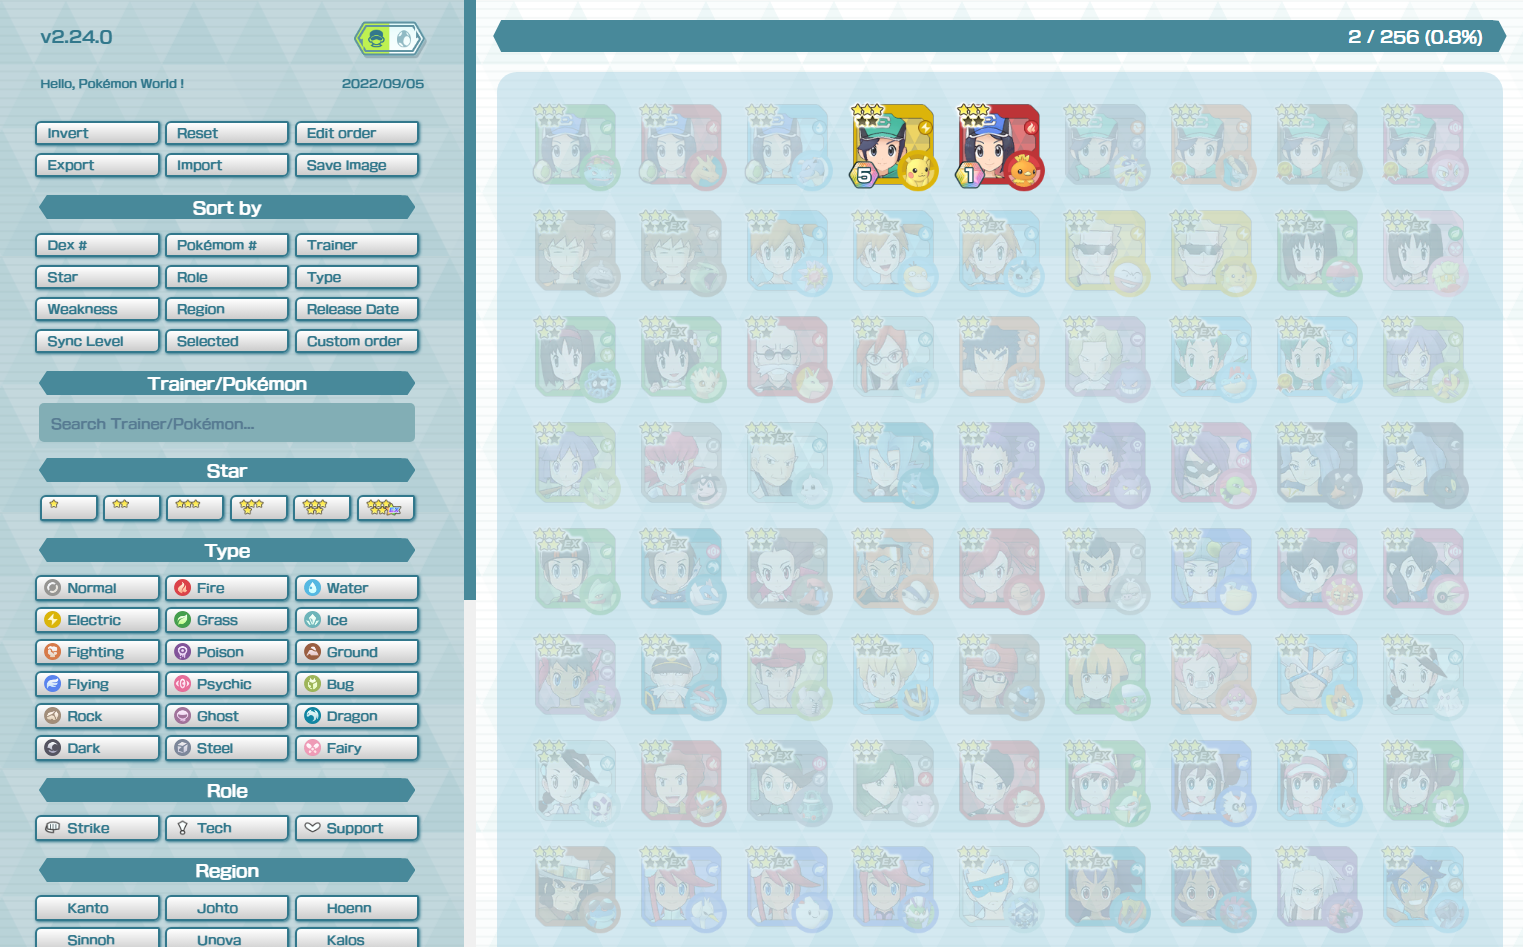 v2.24.0
Hello, Pokémon World !
2022/09/05
Invert
Reset
Edit order
Export
Import
Save Image
Sort by
Dex #
Pokémom #
Trainer
Star
Role
Type
Weakness
Region
Release Date
Sync Level
Selected
Custom order
Trainer/Pokémon
Search Trainer/Pokémon...
Star
EX
Type
Normal
Fire
Water
Electric
Grass
Ice
Fighting
Poison
Ground
Flying
Psychic
Bug
Rock
Ghost
Dragon
Dark
Steel
Fairy
Role
Strike
Tech
Support
Region
Kanto
Johto
Hoenn
Sinnoh
Unova
Kalos
2 / 256 (0.8%)
5
1